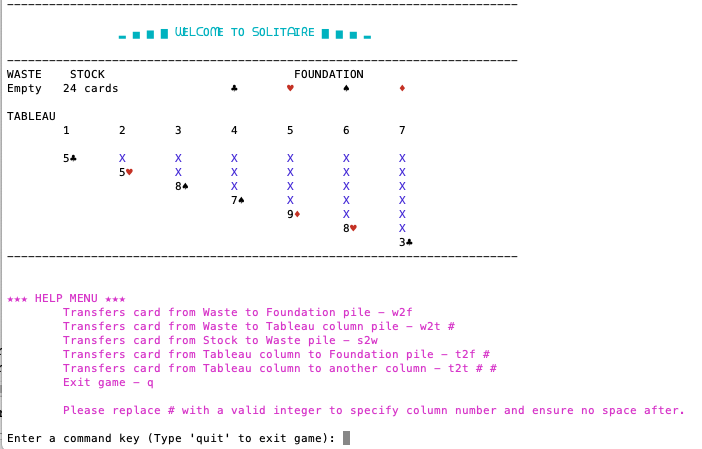 WELCOME TO SOLITAIRE
WASTE STOCK FOUNDATION
Empty 24 cards ♣ ♥ ♠ ♦
TABLEAU
1 2 3 4 5 6 7
5♣ X X X X X X
5♥ X X X X X
8♠ X X X X
7♠ X X X
9♦ X X
8♥ X
3♣
★★★ HELP MENU ★★★
Transfers card from Waste to Foundation pile – w2f
Transfers card from Waste to Tableau column pile – w2t #
Transfers card from Stock to Waste pile – s2w
Transfers card from Tableau column to Foundation pile – t2f #
Transfers card from Tableau column to another column – t2t # #
Exit game – q
Please replace # with a valid integer to specify column number and ensure no space after.
Enter a command key (Type 'quit' to exit game):